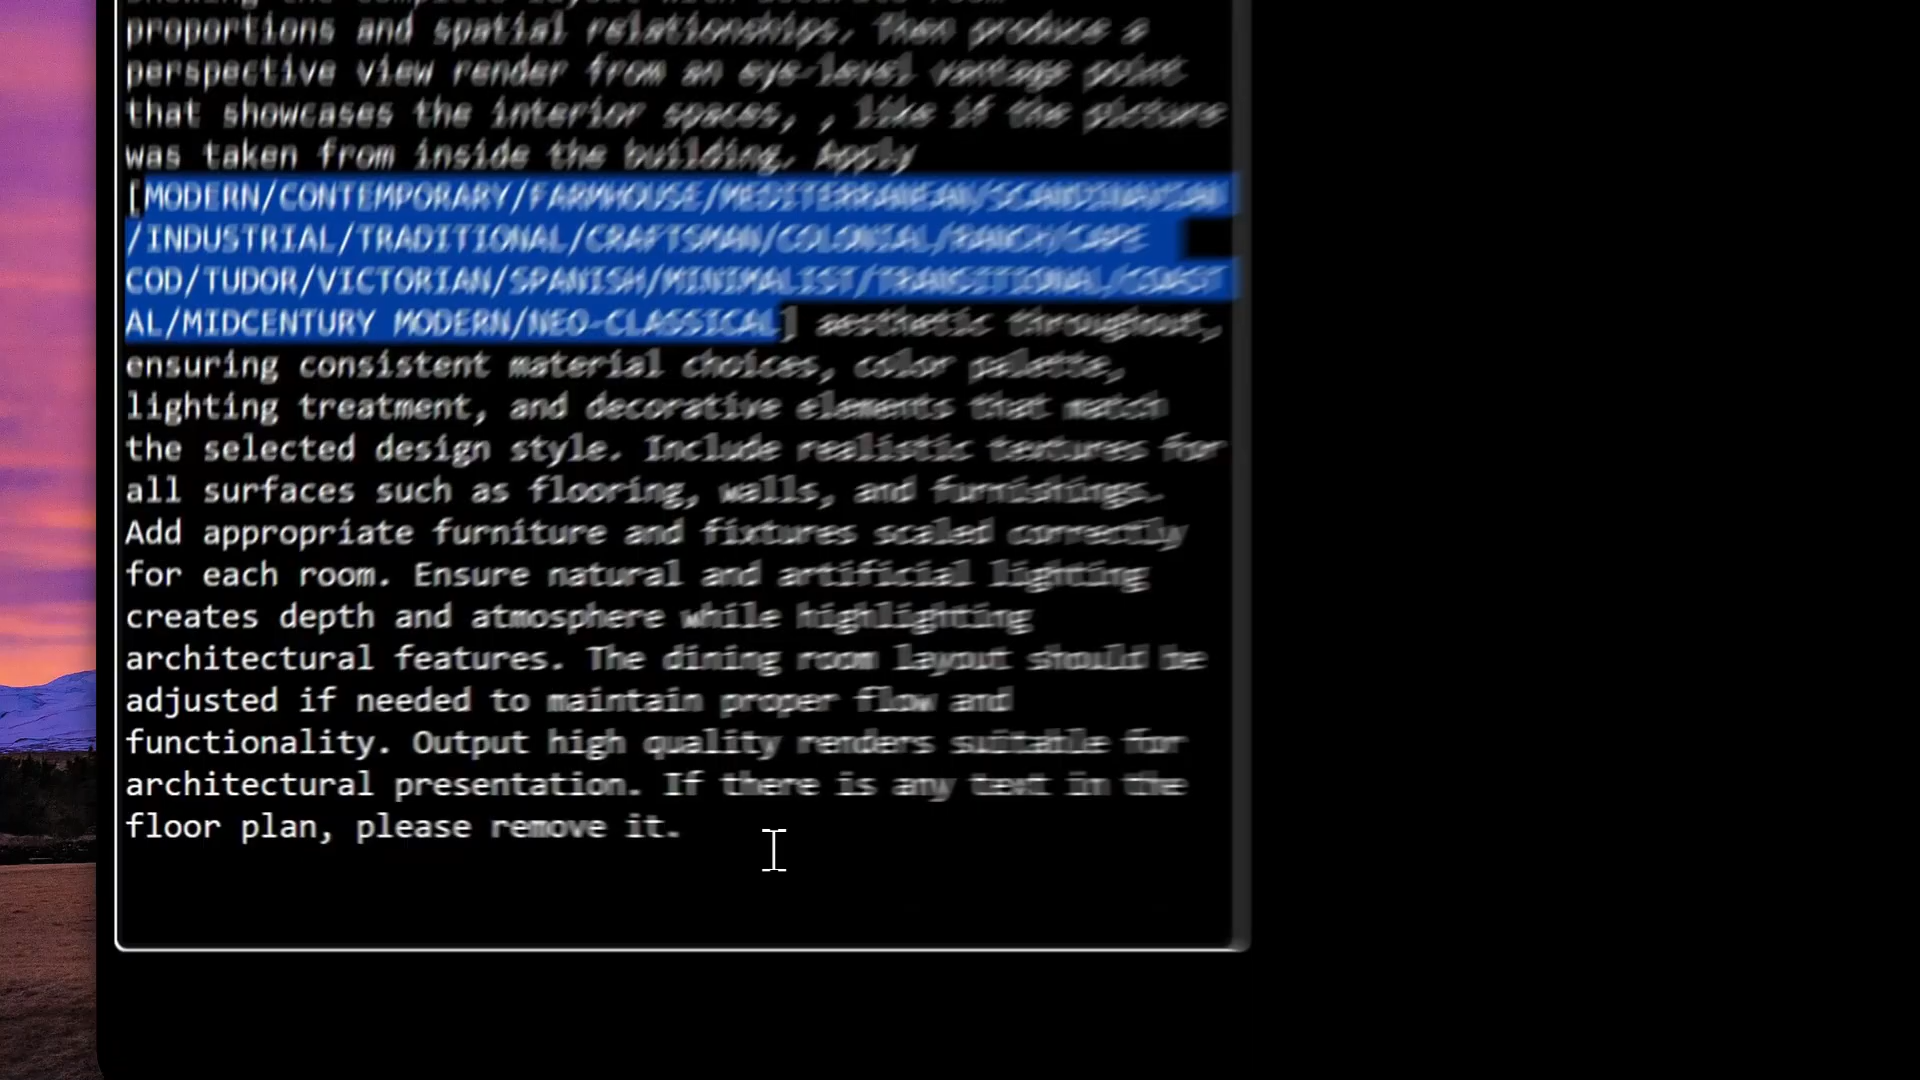 showing the complete layout with accurate room
proportions and spatial relationships. Then produce a
perspective view render from an eye-level vantage point
that showcases the interior spaces, , like if the picture
was taken from inside the building. Apply
[MODERN/CONTEMPORARY/FARMHOUSE/MEDITERRANEAN/SCANDINAVIAN
/INDUSTRIAL/TRADITIONAL/CRAFTSMAN/COLONIAL/RANCH/CAPE
COD/TUDOR/VICTORIAN/SPANISH/MINIMALIST/TRANSITIONAL/COAST
AL/MIDCENTURY MODERN/NEO-CLASSICAL] aesthetic throughout,
ensuring consistent material choices, color palette,
lighting treatment, and decorative elements that match
the selected design style. Include realistic textures for
all surfaces such as flooring, walls, and furnishings.
Add appropriate furniture and fixtures scaled correctly
for each room. Ensure natural and artificial lighting
creates depth and atmosphere while highlighting
architectural features. The dining room layout should be
adjusted if needed to maintain proper flow and
functionality. Output high quality renders suitable for
architectural presentation. If there is any text in the
floor plan, please remove it.